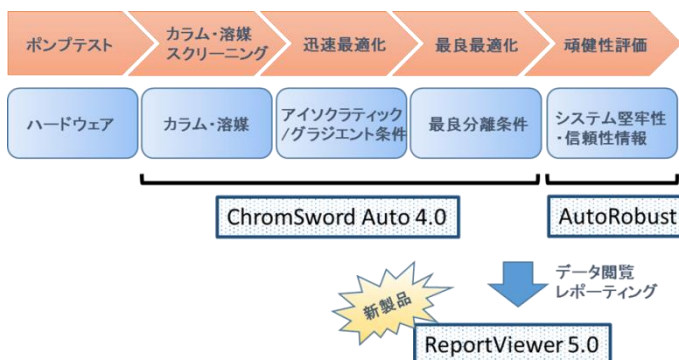 ポンプテスト
カラム・溶媒
スクリーニング
迅速最適化
最良最適化
頑健性評価
ハードウェア
カラム・溶媒
アイソクラティック
/グラジエント条件
最良分離条件
システム堅牢性
・信頼性情報
ChromSword Auto 4.0
AutoRobust
データ閲覧
レポーティング
新製品
ReportViewer 5.0